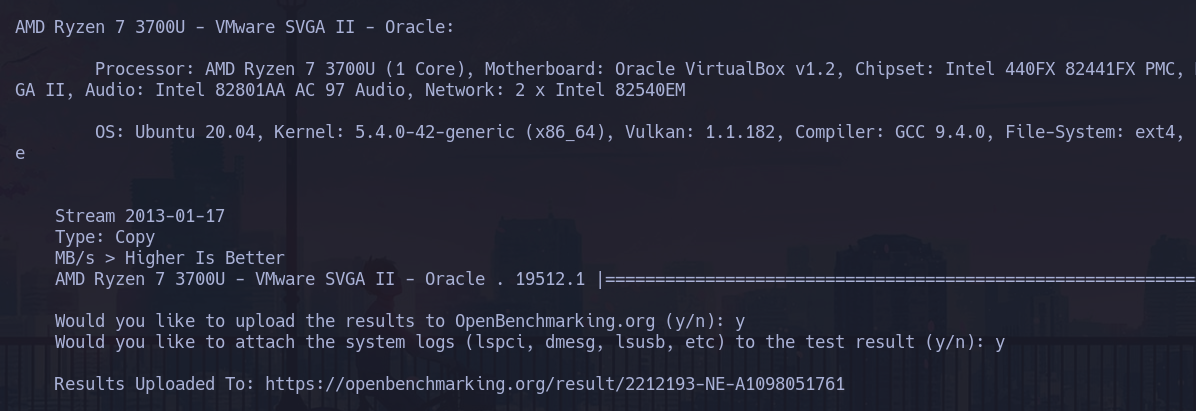 AMD Ryzen 7 3700U - VMware SVGA II - Oracle:
Processor: AMD Ryzen 7 3700U (1 Core), Motherboard: Oracle VirtualBox v1.2, Chipset: Intel 440FX 82441FX PMC,
GA II, Audio: Intel 82801AA AC 97 Audio, Network: 2 x Intel 82540EM
OS: Ubuntu 20.04, Kernel: 5.4.0-42-generic (x86_64), Vulkan: 1.1.182, Compiler: GCC 9.4.0, File-System: ext4,
e
Stream 2013-01-17
Type: Copy
MB/s > Higher Is Better
AMD Ryzen 7 3700U - VMware SVGA II - Oracle . 19512.1 |===========================================================
Would you like to upload the results to OpenBenchmarking.org (y/n): y
Would you like to attach the system logs (lspci, dmesg, lsusb, etc) to the test result (y/n): y
Results Uploaded To: https://openbenchmarking.org/result/2212193-NE-A1098051761